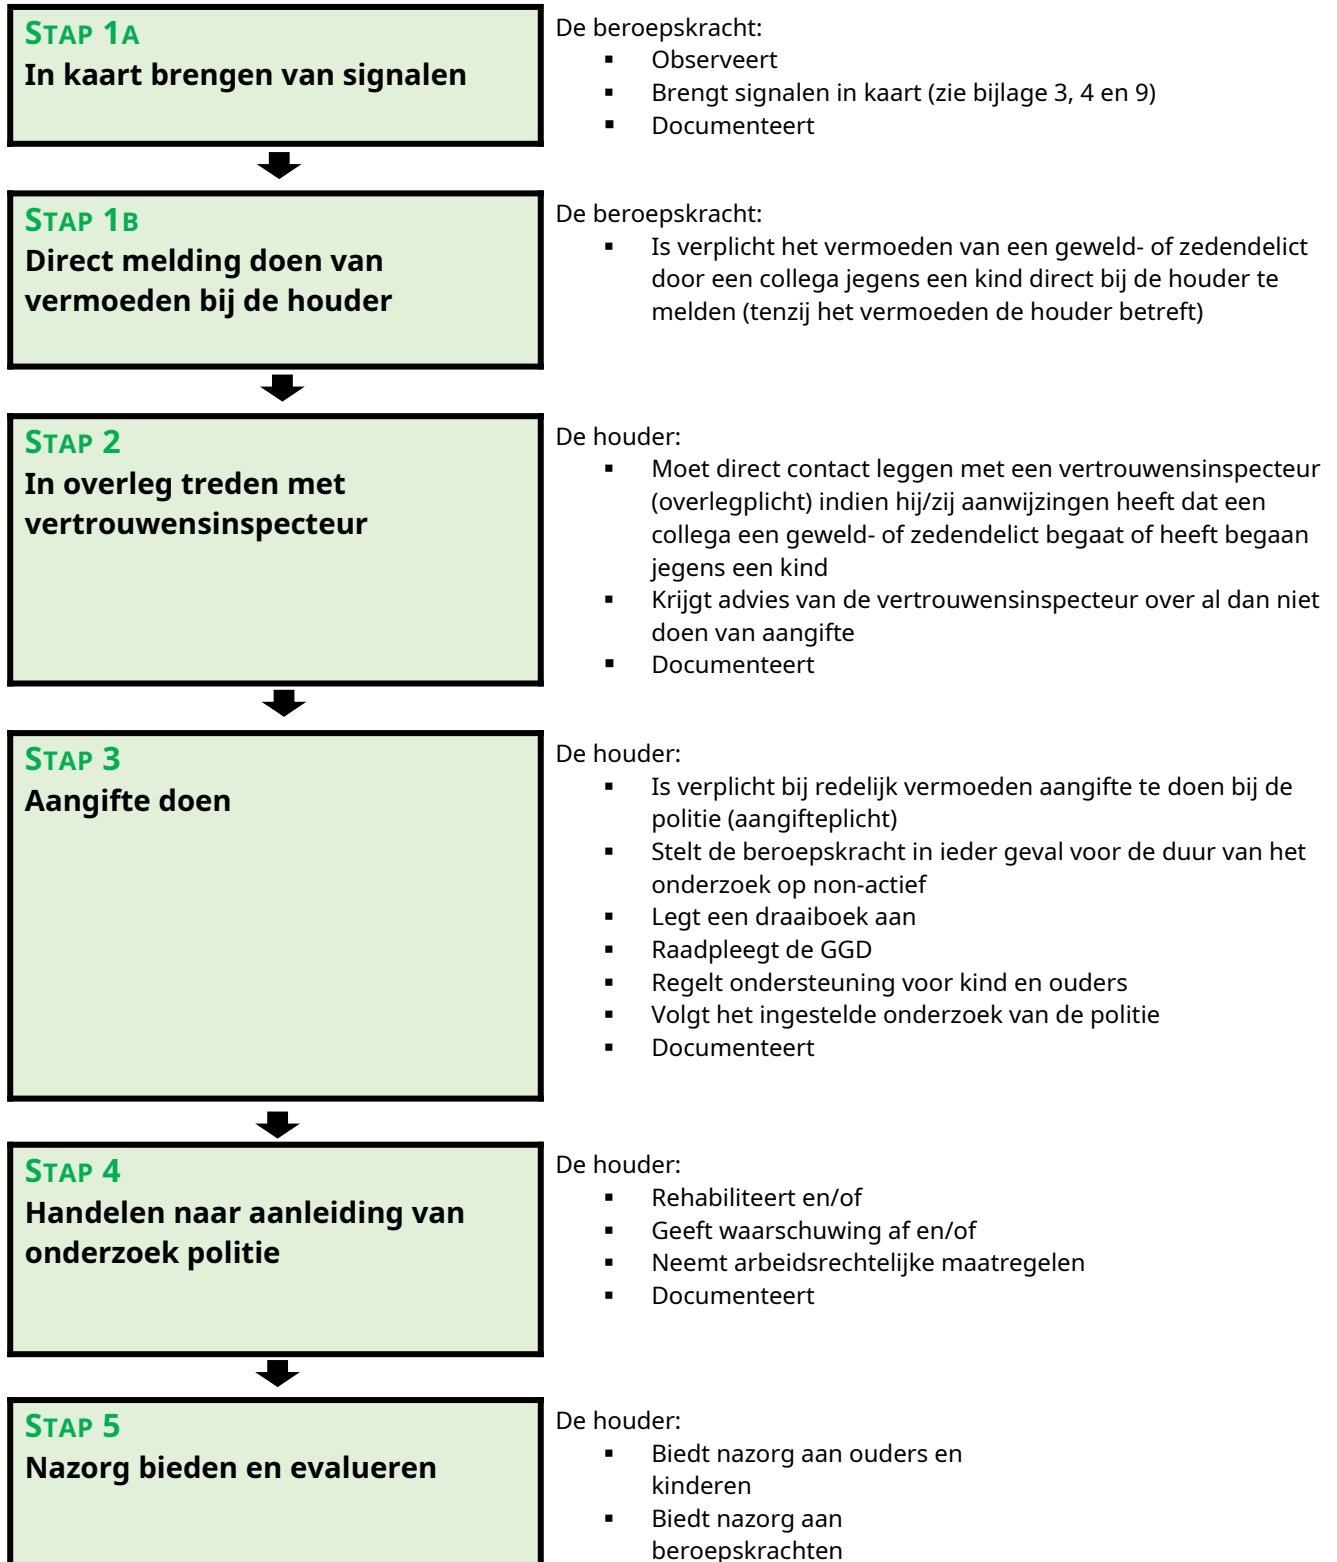 STAP 1A
In kaart brengen van signalen
De beroepskracht:
▪ Observeert
▪ Brengt signalen in kaart (zie bijlage 3, 4 en 9)
▪ Documenteert
STAP 1B
Direct melding doen van
vermoeden bij de houder
De beroepskracht:
▪ Is verplicht het vermoeden van een geweld- of zedendelict
door een collega jegens een kind direct bij de houder te
melden (tenzij het vermoeden de houder betreft)
STAP 2
In overleg treden met
vertrouwensinspecteur
De houder:
▪ Moet direct contact leggen met een vertrouwensinspecteur
(overlegplicht) indien hij/zij aanwijzingen heeft dat een
collega een geweld- of zedendelict begaat of heeft begaan
jegens een kind
▪ Krijgt advies van de vertrouwensinspecteur over al dan niet
doen van aangifte
▪ Documenteert
STAP 3
Aangifte doen
De houder:
▪ Is verplicht bij redelijk vermoeden aangifte te doen bij de
politie (aangifteplicht)
▪ Stelt de beroepskracht in ieder geval voor de duur van het
onderzoek op non-actief
▪ Legt een draaiboek aan
▪ Raadpleegt de GGD
▪ Regelt ondersteuning voor kind en ouders
▪ Volgt het ingestelde onderzoek van de politie
▪ Documenteert
STAP 4
Handelen naar aanleiding van
onderzoek politie
De houder:
▪ Rehabiliteert en/of
▪ Geeft waarschuwing af en/of
▪ Neemt arbeidsrechtelijke maatregelen
▪ Documenteert
STAP 5
Nazorg bieden en evalueren
De houder:
▪ Biedt nazorg aan ouders en
kinderen
▪ Biedt nazorg aan
beroepskrachten